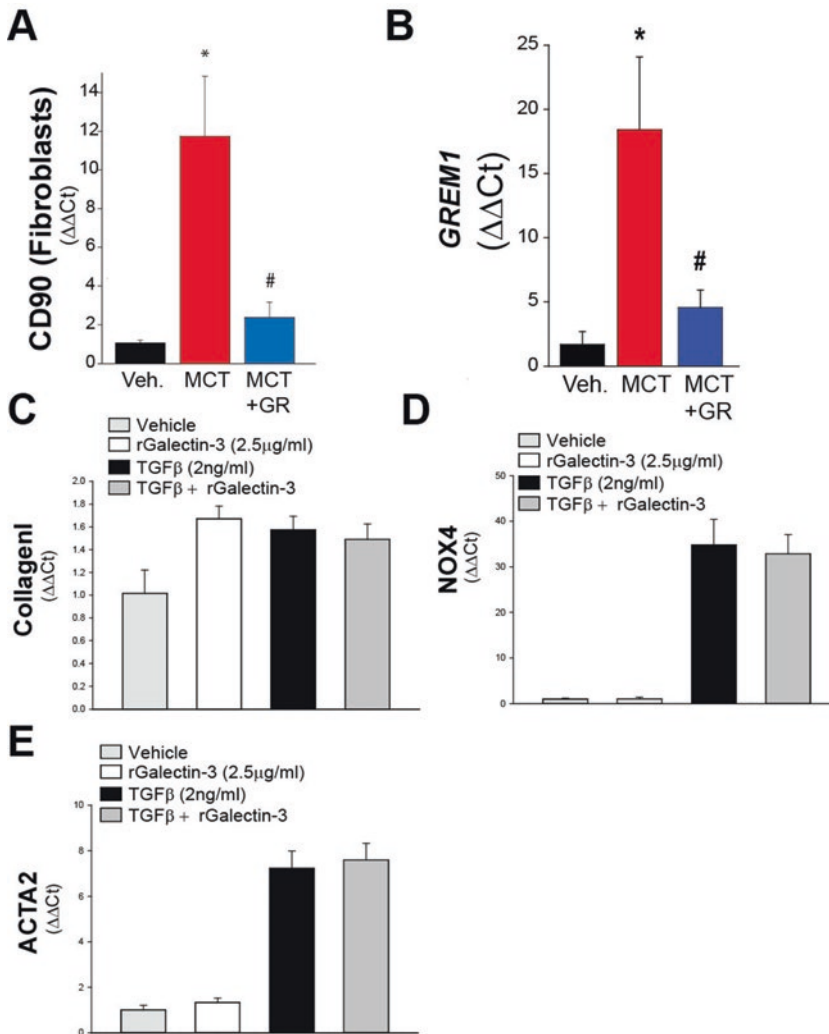 A
CD90 (Fibroblasts)
(ΔΔCt)
14
12
10
8
6
4
2
0
*
#
Veh. MCT MCT
+GR
B
GREM1
(ΔΔCt)
25
20
15
10
5
0
*
#
Veh. MCT MCT
+GR
C
Vehicle
rGalectin-3 (2.5μg/ml)
TGFβ (2ng/ml)
TGFβ + rGalectin-3
CollagenI
(ΔΔCt)
2.0
1.8
1.6
1.4
1.2
1.0
0.8
0.6
0.4
0.2
0.0
D
Vehicle
rGalectin-3 (2.5μg/ml)
TGFβ (2ng/ml)
TGFβ + rGalectin-3
NOX4
(ΔΔCt)
50
40
30
20
10
0
E
Vehicle
rGalectin-3 (2.5μg/ml)
TGFβ (2ng/ml)
TGFβ + rGalectin-3
ACTA2
(ΔΔCt)
10
8
6
4
2
0